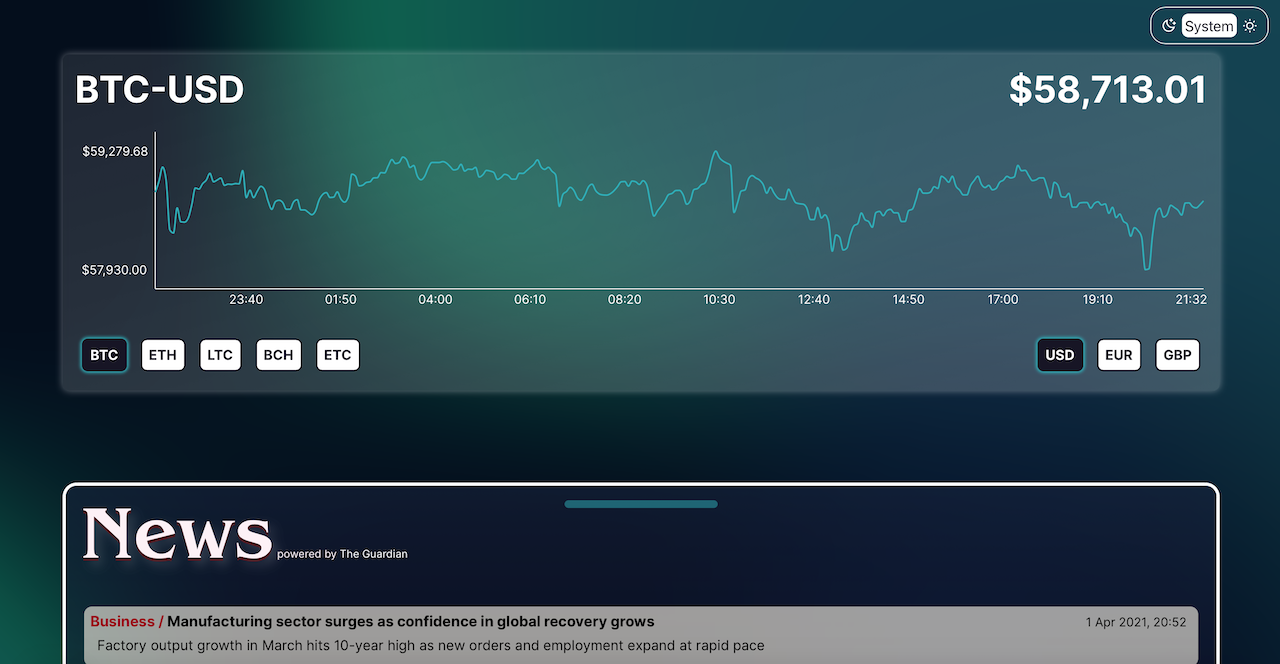 System
BTC-USD $58,713.01
$59,279.68
$57,930.00
23:40 01:50 04:00 06:10 08:20 10:30 12:40 14:50 17:00 19:10 21:32
BTC ETH LTC BCH ETC USD EUR GBP
News powered by The Guardian
Business / Manufacturing sector surges as confidence in global recovery grows 1 Apr 2021, 20:52
Factory output growth in March hits 10-year high as new orders and employment expand at rapid pace